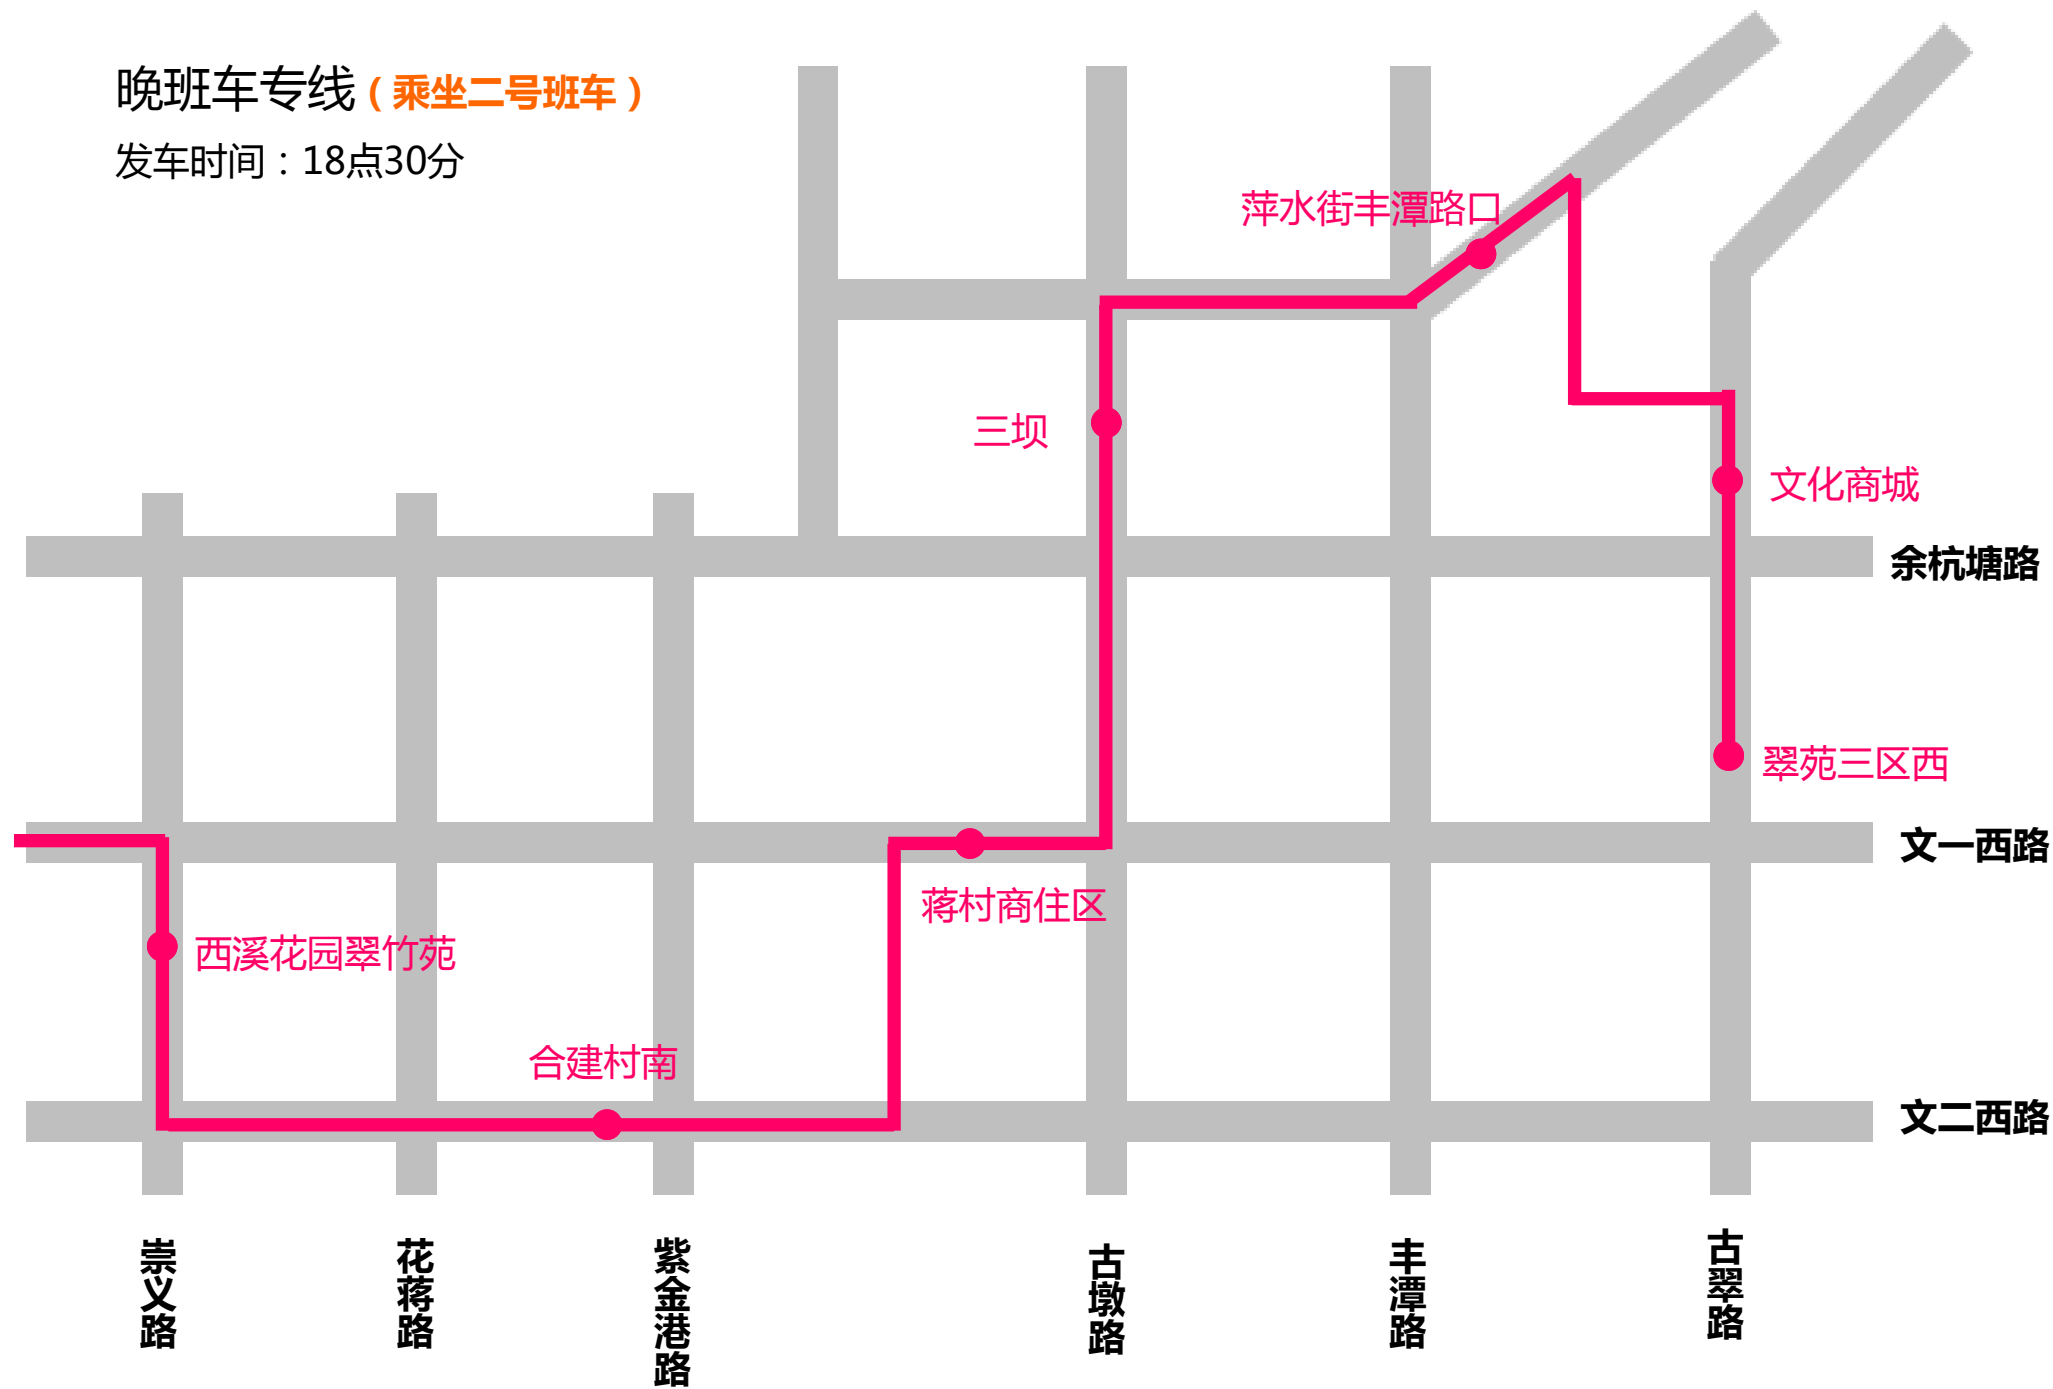 晚班车专线（乘坐二号班车）
发车时间：18点30分
萍水街丰潭路口
三坝
文化商城
余杭塘路
翠苑三区西
文一西路
蒋村商住区
西溪花园翠竹苑
合建村南
文二西路
崇义路
花蒋路
紫金港路
古墩路
丰潭路
古翠路